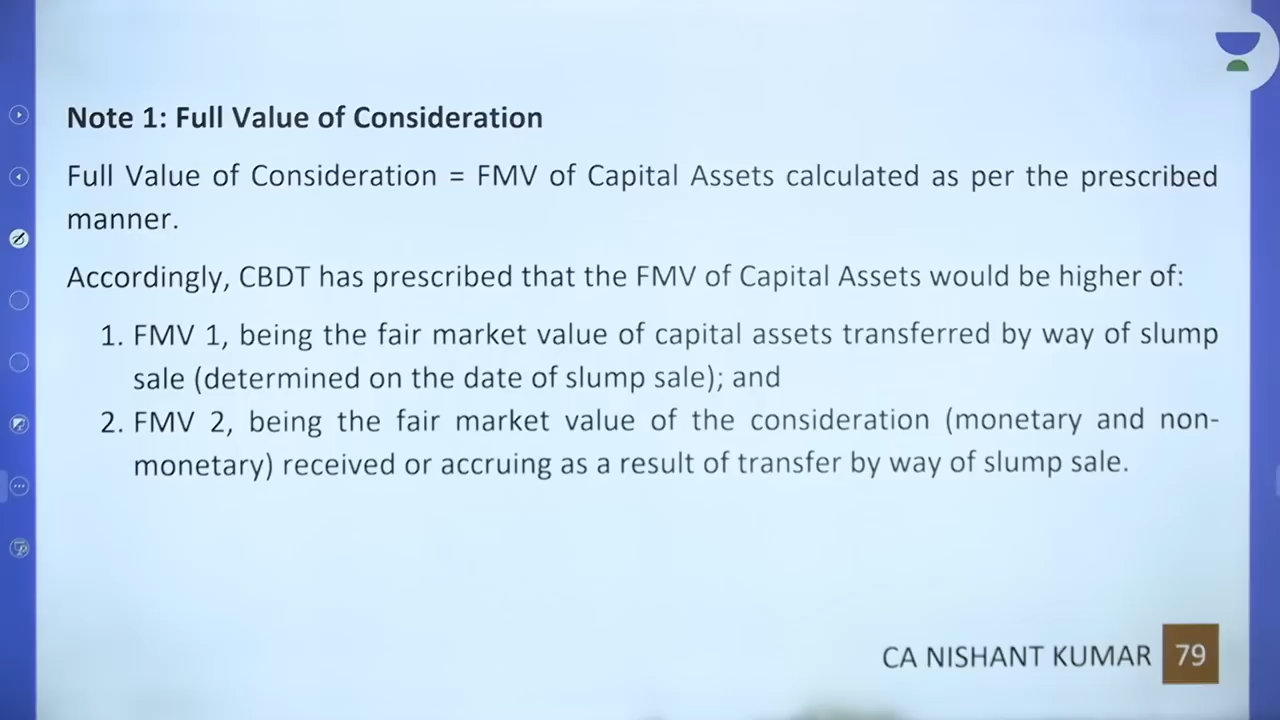 Note 1: Full Value of Consideration
Full Value of Consideration = FMV of Capital Assets calculated as per the prescribed
manner.
Accordingly, CBDT has prescribed that the FMV of Capital Assets would be higher of:
1. FMV 1, being the fair market value of capital assets transferred by way of slump
sale (determined on the date of slump sale); and
2. FMV 2, being the fair market value of the consideration (monetary and non-
monetary) received or accruing as a result of transfer by way of slump sale.
CA NISHANT KUMAR 79